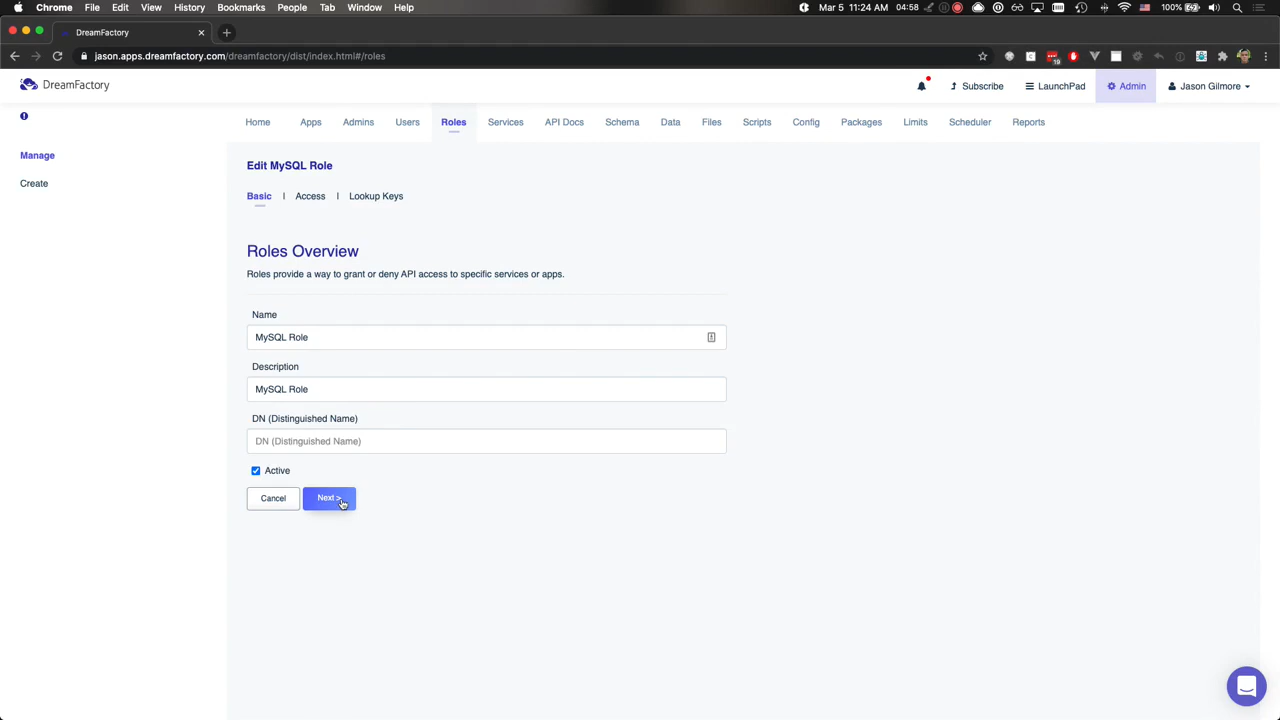 Chrome File Edit View History Bookmarks People Tab Window Help Mar 5 11:24 AM 04:58 100%
DreamFactory
jason.apps.dreamfactory.com/dreamfactory/dist/index.html#/roles
19
DreamFactory Subscribe LaunchPad Admin Jason Gilmore
Home Apps Admins Users Roles Services API Docs Schema Data Files Scripts Config Packages Limits Scheduler Reports
Manage
Create
Edit MySQL Role
Basic | Access | Lookup Keys
Roles Overview
Roles provide a way to grant or deny API access to specific services or apps.
Name
MySQL Role
Description
MySQL Role
DN (Distinguished Name)
DN (Distinguished Name)
Active
Cancel Next >